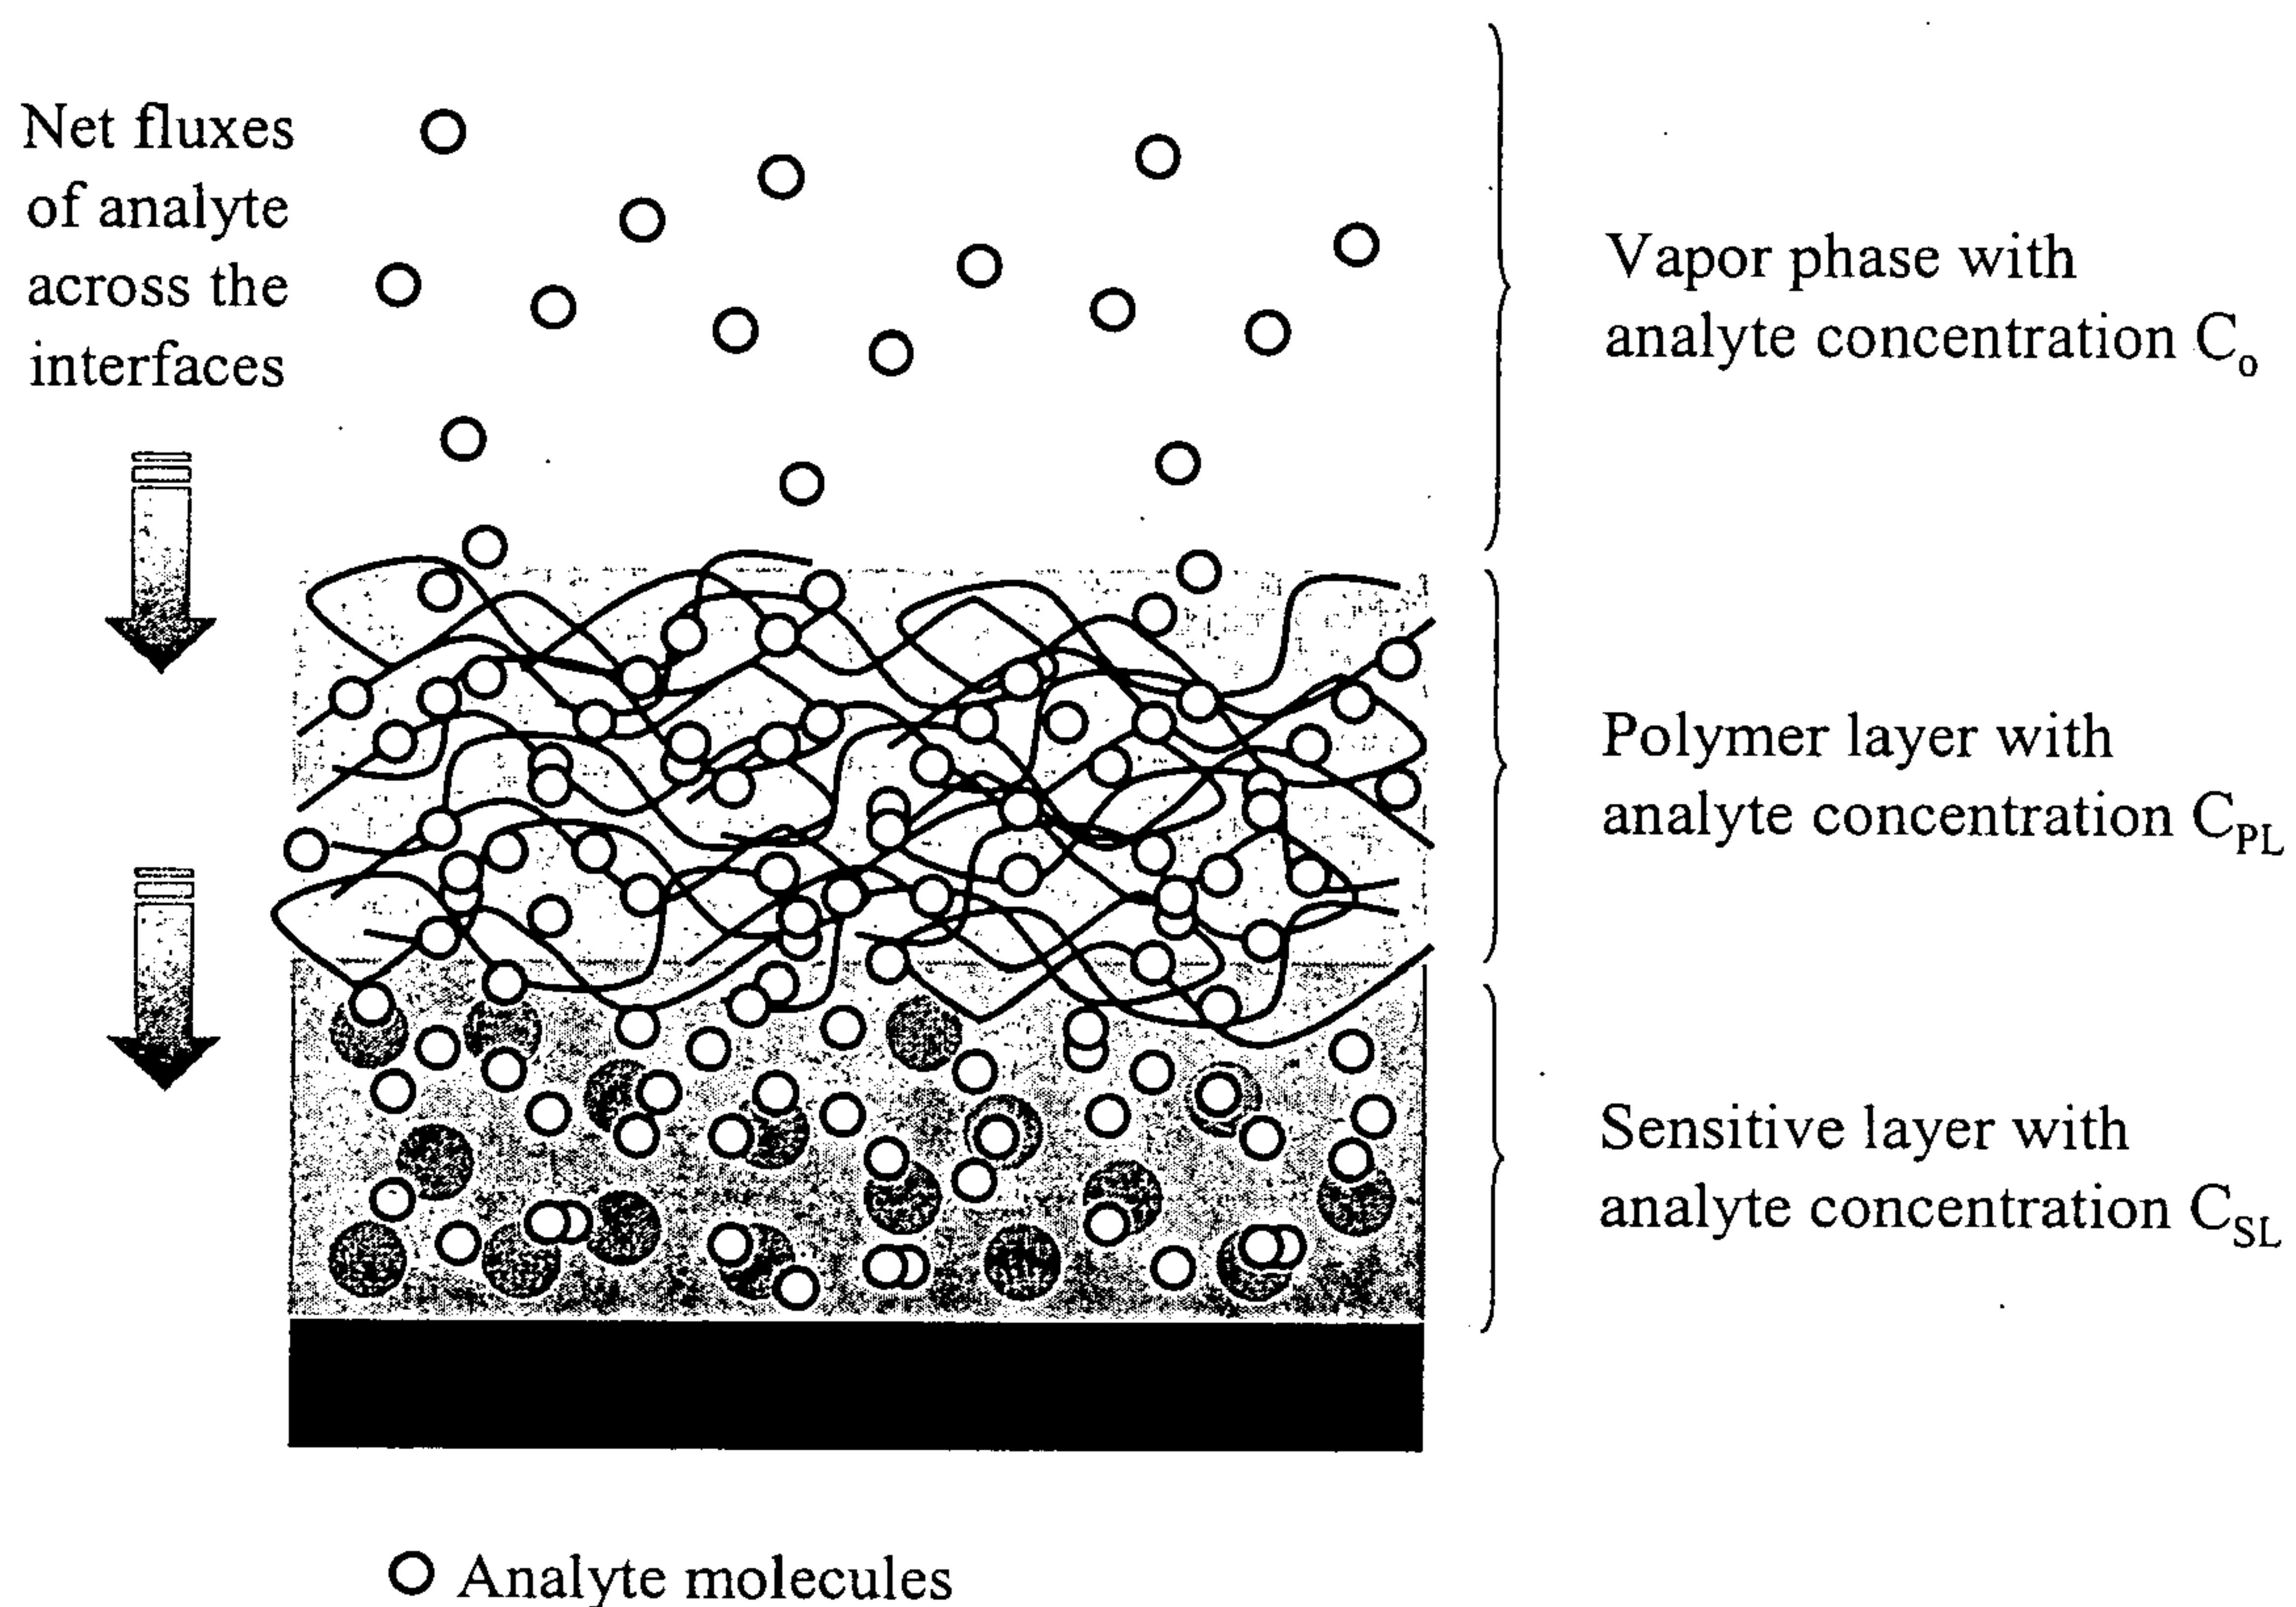 Net fluxes
of analyte
across the
interfaces
Vapor phase with
analyte concentration Co
Polymer layer with
analyte concentration CPL
Sensitive layer with
analyte concentration CSL
Analyte molecules